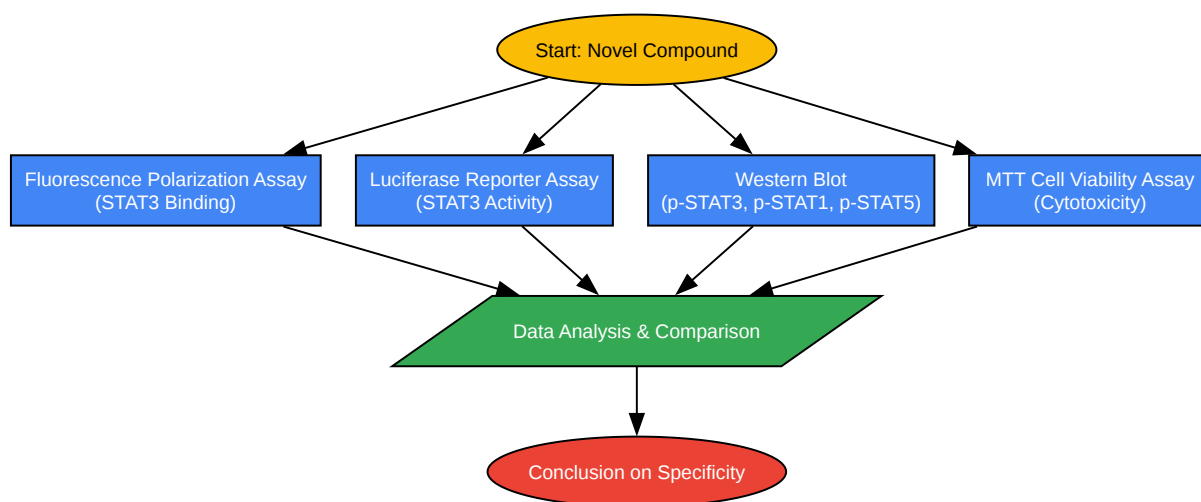 Start: Novel Compound
Fluorescence Polarization Assay
(STAT3 Binding)
Luciferase Reporter Assay
(STAT3 Activity)
Western Blot
(p-STAT3, p-STAT1, p-STAT5)
MTT Cell Viability Assay
(Cytotoxicity)
Data Analysis & Comparison
Conclusion on Specificity